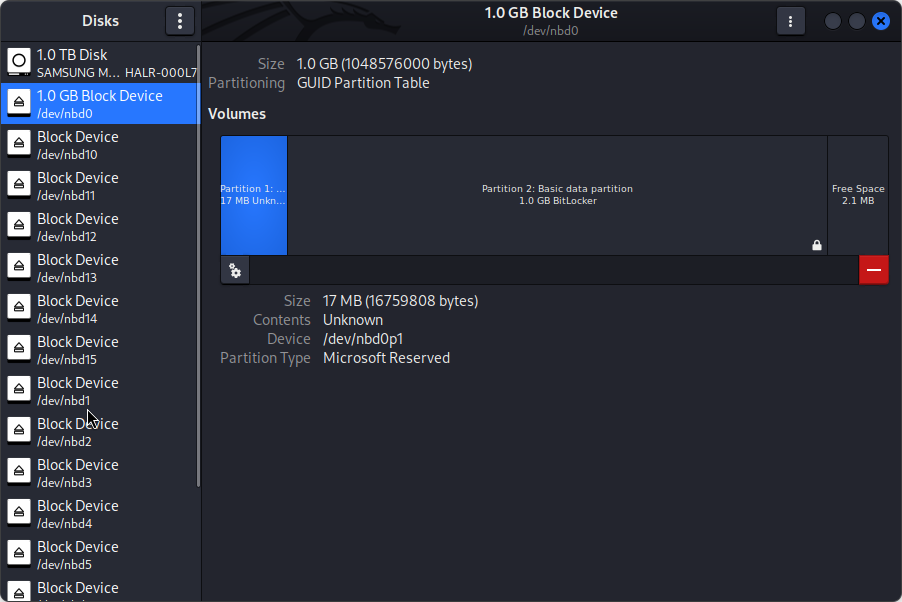 Disks
1.0 GB Block Device
/dev/nbd0
1.0 TB Disk
SAMSUNG M... HALR-000L7
1.0 GB Block Device
/dev/nbd0
Block Device
/dev/nbd10
Block Device
/dev/nbd11
Block Device
/dev/nbd12
Block Device
/dev/nbd13
Block Device
/dev/nbd14
Block Device
/dev/nbd15
Block Device
/dev/nbd1
Block Device
/dev/nbd2
Block Device
/dev/nbd3
Block Device
/dev/nbd4
Block Device
/dev/nbd5
Block Device
Size 1.0 GB (1048576000 bytes)
Partitioning GUID Partition Table
Volumes
Partition 1: ...
17 MB Unkn...
Partition 2: Basic data partition
1.0 GB BitLocker
Free Space
2.1 MB
Size 17 MB (16759808 bytes)
Contents Unknown
Device /dev/nbd0p1
Partition Type Microsoft Reserved